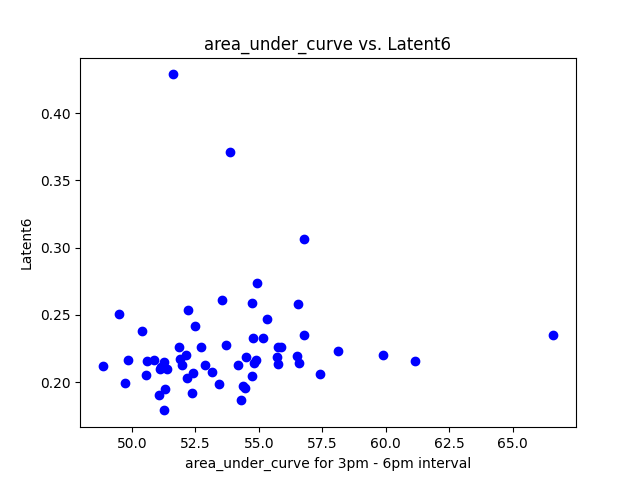 area_under_curve vs. Latent6
0.40
0.35
0.30
0.25
0.20
Latent6
50.0 52.5 55.0 57.5 60.0 62.5 65.0
area_under_curve for 3pm - 6pm interval